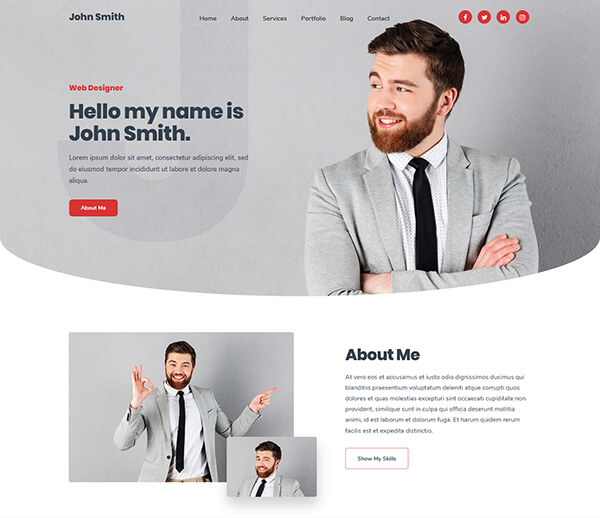 John Smith
Home About Services Portfolio Blog Contact
Web Designer
Hello my name is
John Smith.
Lorem ipsum dolor sit amet, consectetur adipiscing elit, sed
do eiusmod tempor incididunt ut labore et dolore magna
aliqua.
About Me
About Me
At vero eos et accusamus et iusto odio dignissimos ducimus qui
blanditiis praesentium voluptatum deleniti atque corrupti quos
dolores et quas molestias excepturi sint occaecati cupiditate non
provident, similique sunt in culpa qui officia deserunt mollitia
animi, id est laborum et dolorum fuga. Et harum quidem rerum
facilis est et expedita distinctio.
Show My Skills